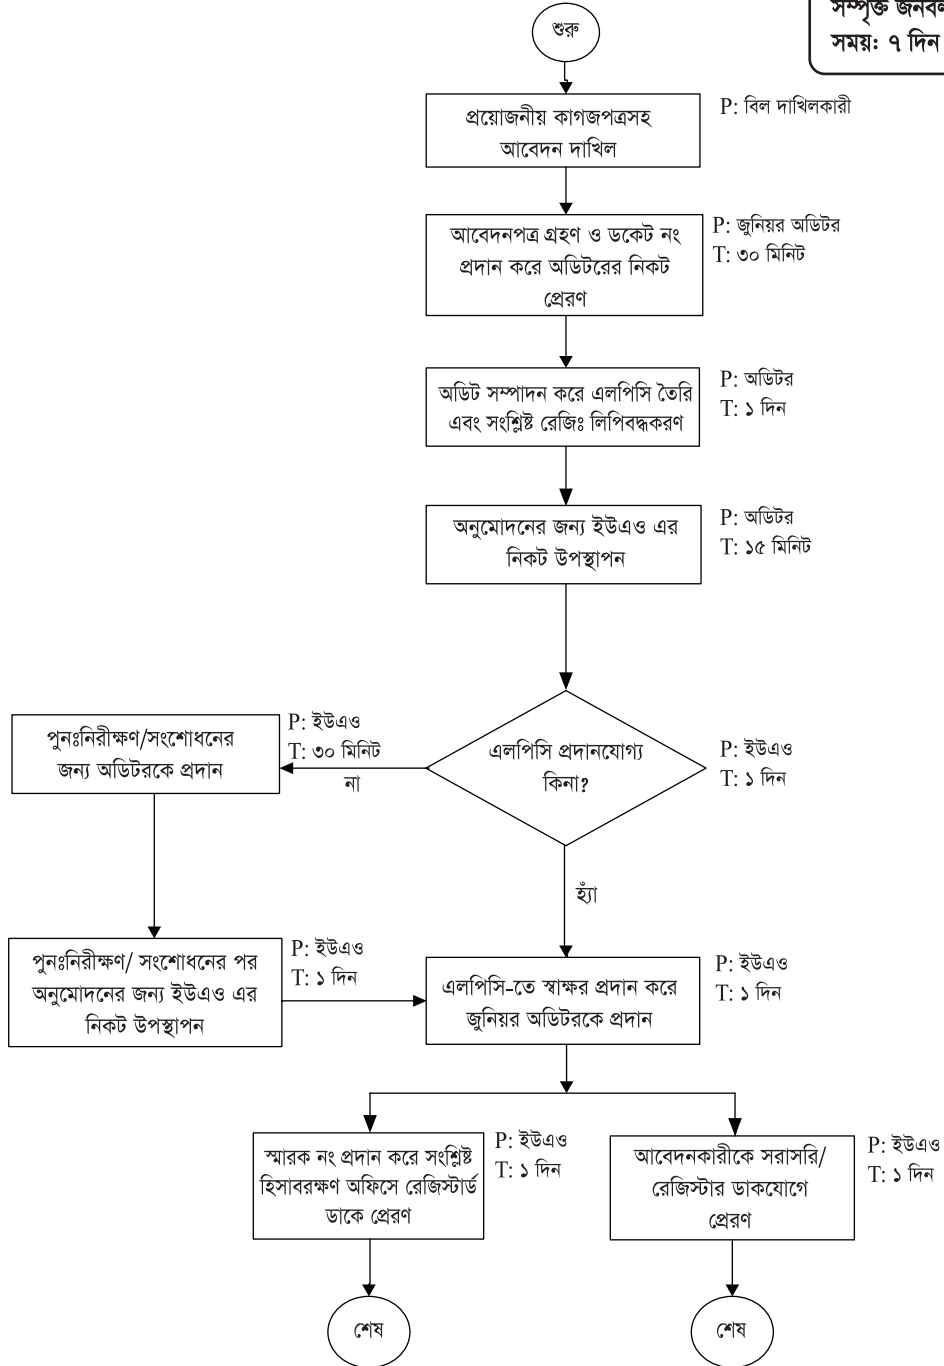 সম্পৃক্ত জনবল
সময়: ৭ দিন
শুরু
প্রয়োজনীয় কাগজপত্রসহ
আবেদন দাখিল
P: বিল দাখিলকারী
আবেদনপত্র গ্রহণ ও ডকেট নং
প্রদান করে অডিটরের নিকট
প্রেরণ
P: জুনিয়র অডিটর
T: ৩০ মিনিট
অডিট সম্পাদন করে এলপিসি তৈরি
এবং সংশ্লিষ্ট রেজিঃ লিপিবদ্ধকরণ
P: অডিটর
T: ১ দিন
অনুমোদনের জন্য ইউএও এর
নিকট উপস্থাপন
P: অডিটর
T: ১৫ মিনিট
পুনঃনিরীক্ষণ/সংশোধনের
জন্য অডিটরকে প্রদান
P: ইউএও
T: ৩০ মিনিট
না
এলপিসি প্রদানযোগ্য
কিনা?
P: ইউএও
T: ১ দিন
হ্যাঁ
পুনঃনিরীক্ষণ/ সংশোধনের পর
অনুমোদনের জন্য ইউএও এর
নিকট উপস্থাপন
P: ইউএও
T: ১ দিন
এলপিসি-তে স্বাক্ষর প্রদান করে
জুনিয়র অডিটরকে প্রদান
P: ইউএও
T: ১ দিন
স্মারক নং প্রদান করে সংশ্লিষ্ট
হিসাবরক্ষণ অফিসে রেজিস্টার্ড
ডাকে প্রেরণ
P: ইউএও
T: ১ দিন
আবেদনকারীকে সরাসরি/
রেজিস্টার ডাকযোগে
প্রেরণ
P: ইউএও
T: ১ দিন
শেষ
শেষ